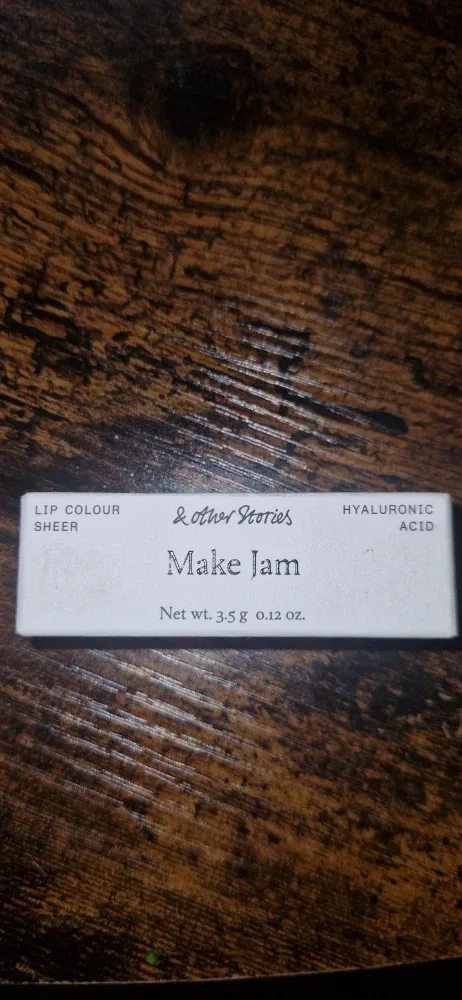 LIP COLOUR
SHEER
& other Stories
HYALURONIC
ACID
Make Jam
Net wt. 3.5 g 0.12 oz.